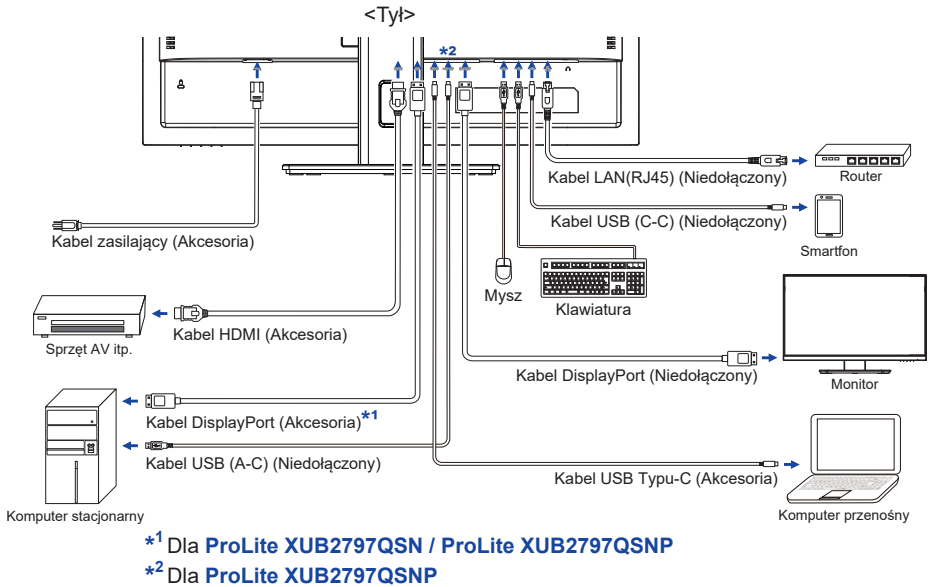 <Tył>
*2
Kabel LAN(RJ45) (Niedołączony)
Router
Kabel USB (C-C) (Niedołączony)
Smartfon
Kabel zasilający (Akcesoria)
Mysz
Klawiatura
Kabel HDMI (Akcesoria)
Sprzęt AV itp.
Kabel DisplayPort (Niedołączony)
Monitor
Kabel DisplayPort (Akcesoria)*1
Kabel USB (A-C) (Niedołączony)
Kabel USB Typu-C (Akcesoria)
Komputer stacjonarny
Komputer przenośny
*1 Dla ProLite XUB2797QSN / ProLite XUB2797QSNP
*2 Dla ProLite XUB2797QSNP